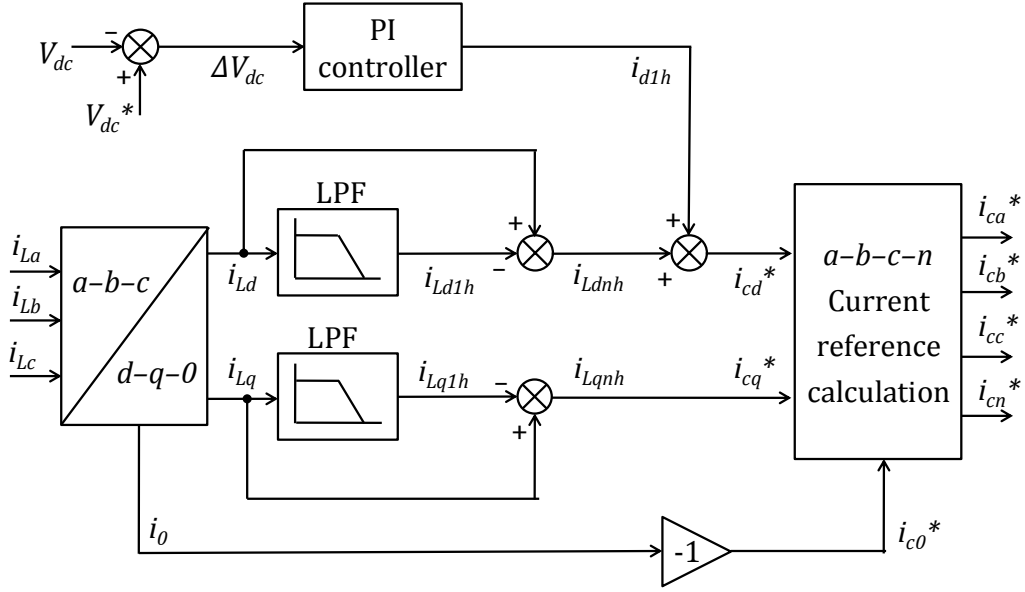 V_dc
−
+
V_dc*
ΔV_dc
PI
controller
i_d1h
i_La
i_Lb
i_Lc
a-b-c
d-q-0
i_Ld
LPF
i_Ld1h
+
−
i_Ldnh
+
+
i_cd*
i_Lq
LPF
i_Lq1h
−
+
i_Lqnh
i_cq*
a-b-c-n
Current
reference
calculation
i_ca*
i_cb*
i_cc*
i_cn*
i_0
-1
i_c0*